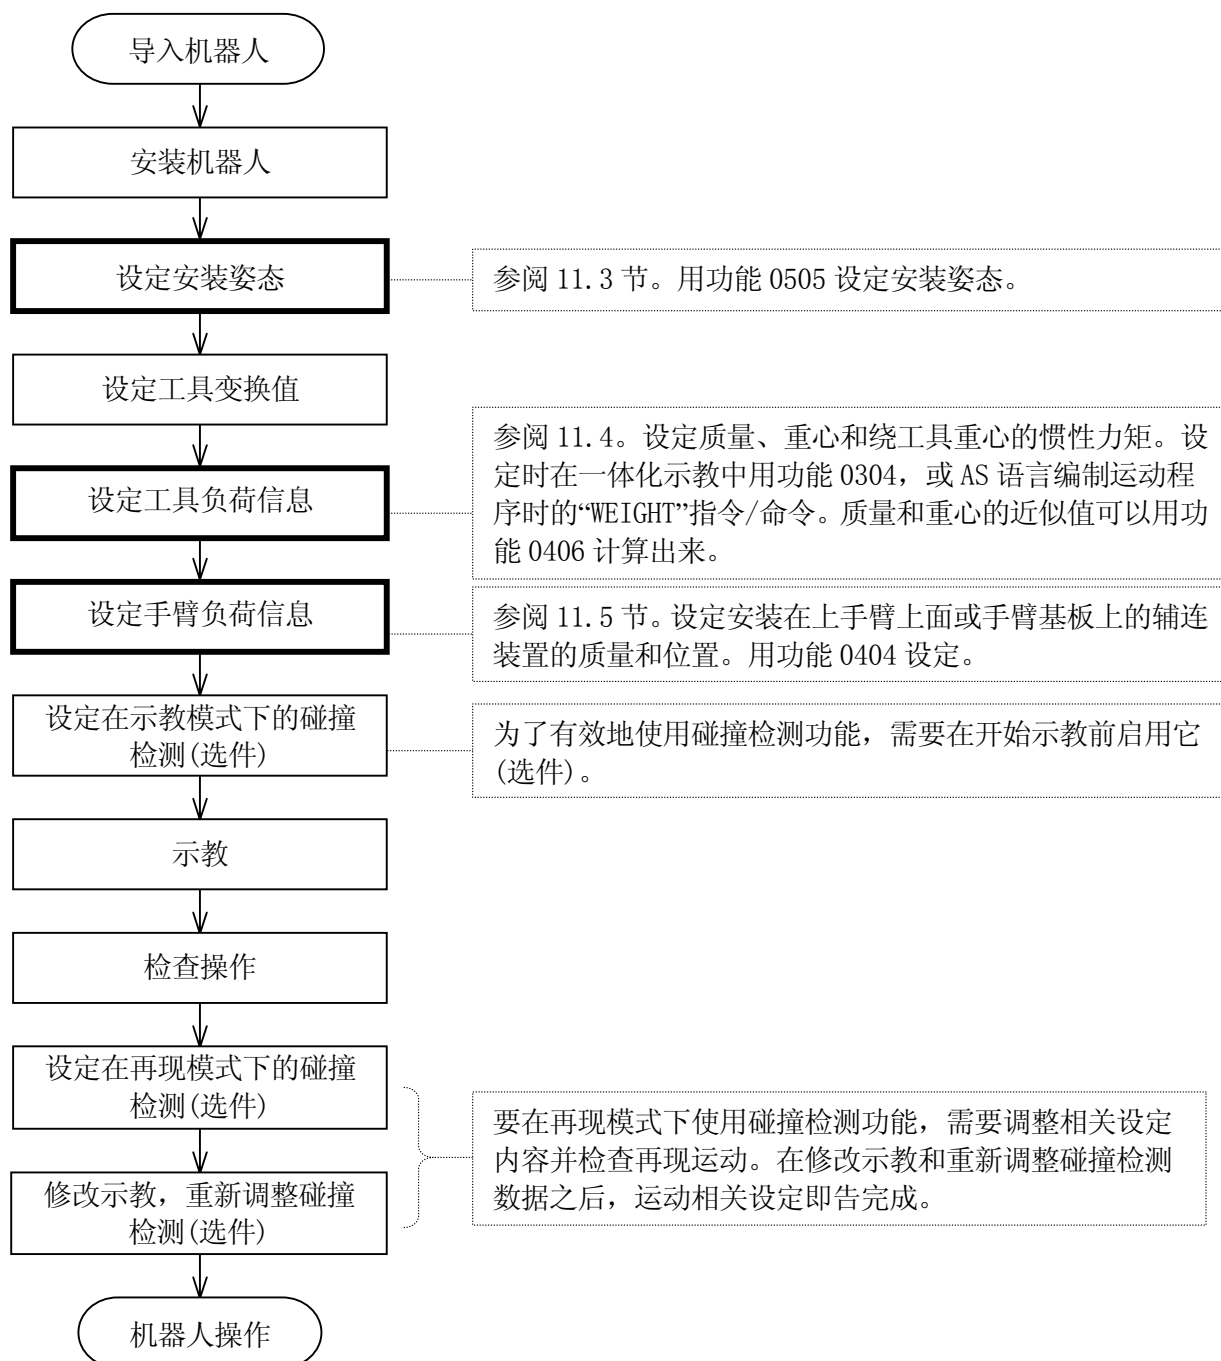 导入机器人
安装机器人
设定安装姿态
参阅 11.3 节。用功能 0505 设定安装姿态。
设定工具变换值
设定工具负荷信息
参阅 11.4。设定质量、重心和绕工具重心的惯性力矩。设
定时在一体化示教中用功能 0304，或 AS 语言编制运动程
序时的“WEIGHT”指令/命令。质量和重心的近似值可以用功
能 0406 计算出来。
设定手臂负荷信息
参阅 11.5 节。设定安装在上手臂上面或手臂基板上的辅连
装置的质量和位置。用功能 0404 设定。
设定在示教模式下的碰撞
检测(选件)
为了有效地使用碰撞检测功能，需要在开始示教前启用它
(选件)。
示教
检查操作
设定在再现模式下的碰撞
检测(选件)
修改示教，重新调整碰撞
检测(选件)
要在再现模式下使用碰撞检测功能，需要调整相关设定
内容并检查再现运动。在修改示教和重新调整碰撞检测
数据之后，运动相关设定即告完成。
机器人操作